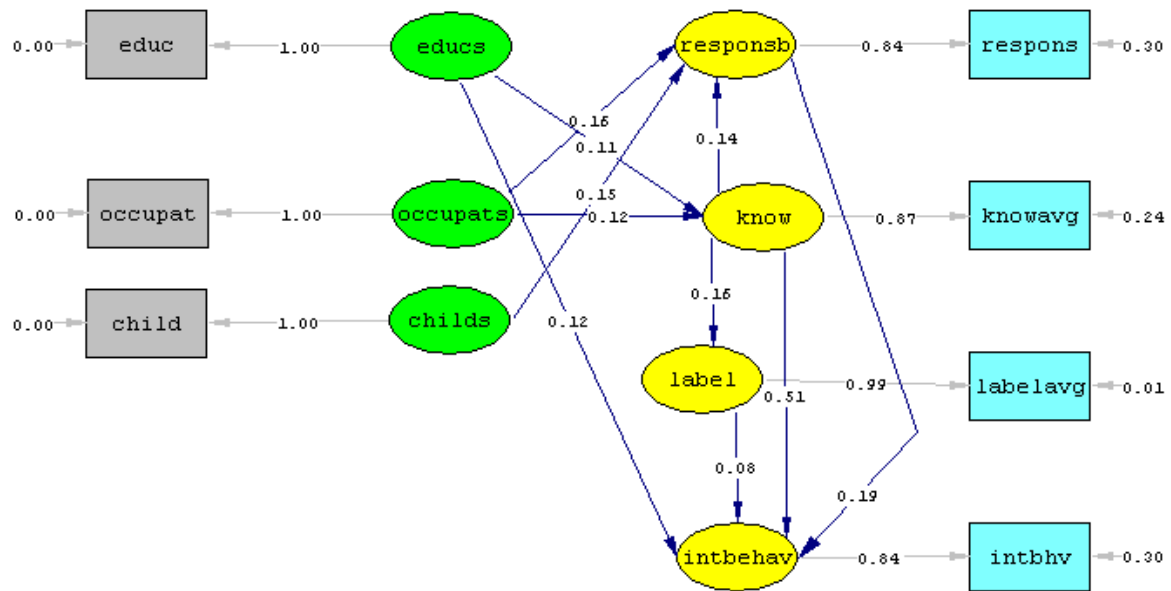 educ
educs
responsb
respons
0.00
1.00
0.84
0.30
0.16
0.11
0.14
0.15
occupat
occupats
know
knowavg
0.00
1.00
0.12
0.87
0.24
0.16
child
childs
0.00
1.00
0.12
label
labelavg
0.99
0.01
0.51
0.08
0.19
intbehav
intbhv
0.84
0.30